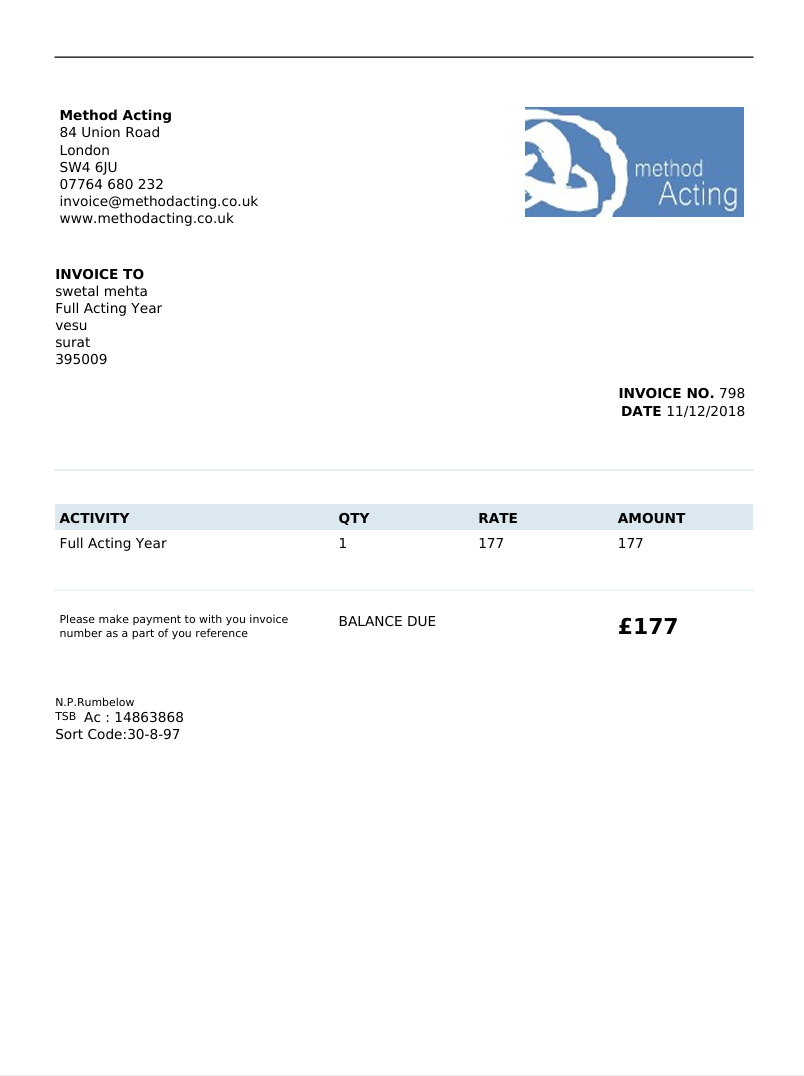 Method Acting
84 Union Road
London
SW4 6JU
07764 680 232
invoice@methodacting.co.uk
www.methodacting.co.uk
method
Acting
INVOICE TO
swetal mehta
Full Acting Year
vesu
surat
395009
INVOICE NO. 798
DATE 11/12/2018
ACTIVITY QTY RATE AMOUNT
Full Acting Year 1 177 177
Please make payment to with you invoice
number as a part of you reference
BALANCE DUE £177
N.P.Rumbelow
TSB Ac : 14863868
Sort Code:30-8-97